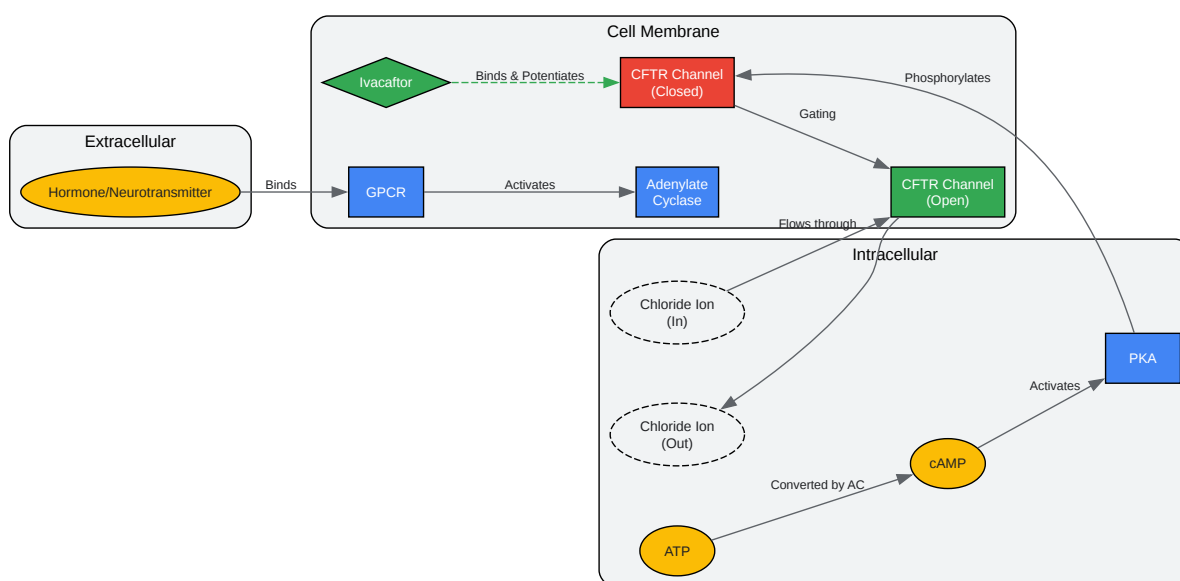 Cell Membrane
Ivacaftor
Binds & Potentiates
CFTR Channel
(Closed)
Phosphorylates
Gating
Extracellular
Hormone/Neurotransmitter
Binds
GPCR
Activates
Adenylate
Cyclase
CFTR Channel
(Open)
Flows through
Intracellular
Chloride Ion
(In)
PKA
Activates
Chloride Ion
(Out)
cAMP
Converted by AC
ATP